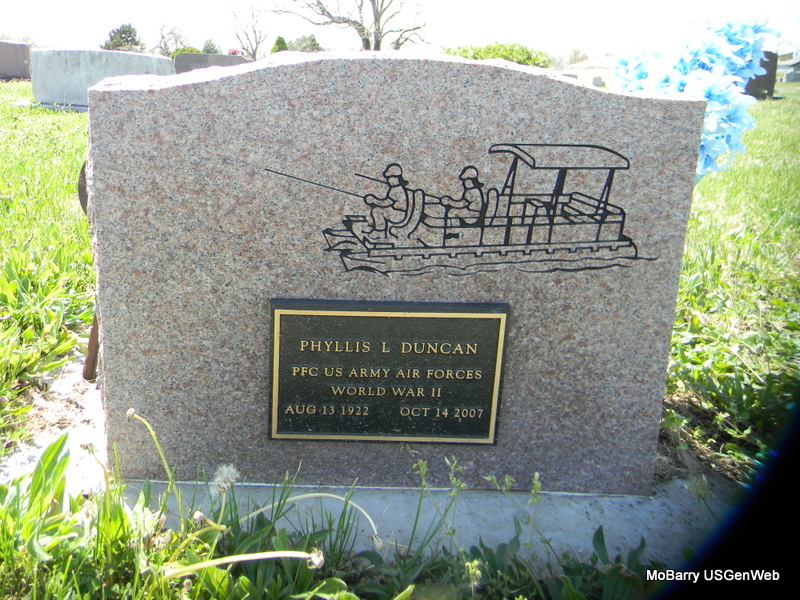 PHYLLIS L DUNCAN
PFC US ARMY AIR FORCES
WORLD WAR II
AUG 13 1922 OCT 14 2007
MoBarry USGenWeb